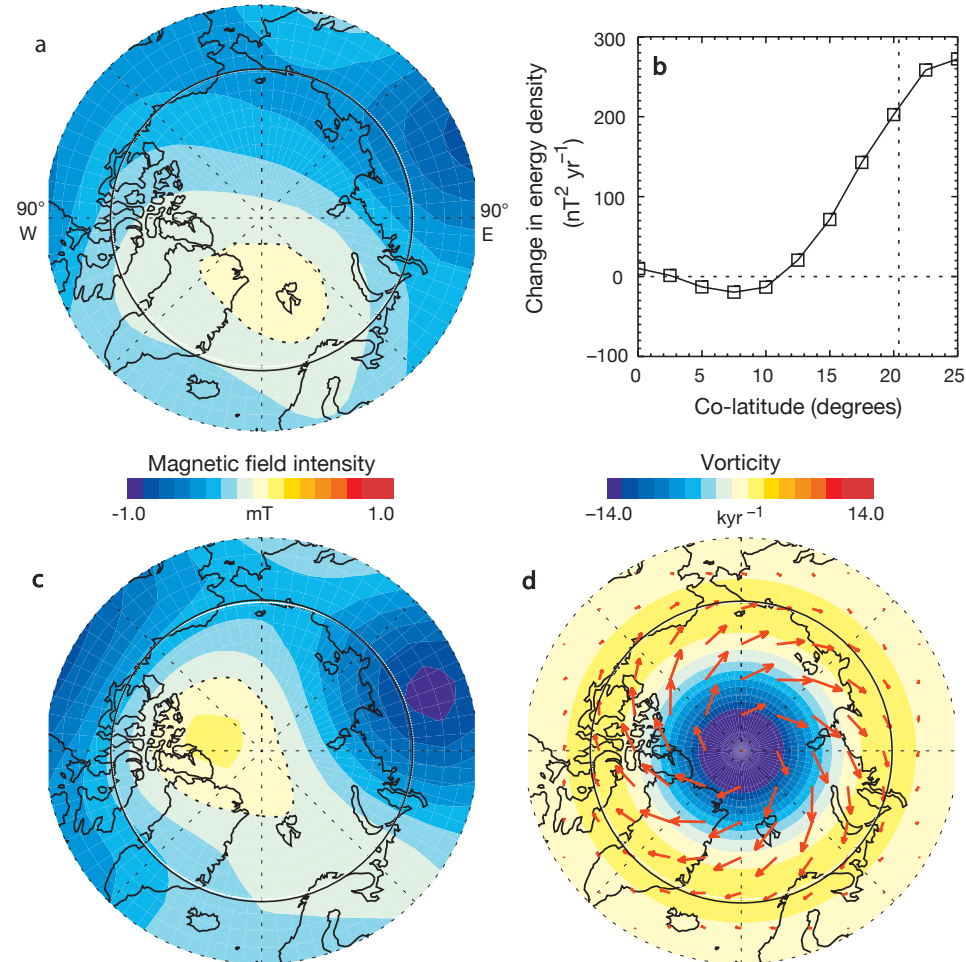 a
90°
W
90°
E
b
Change in energy density
(nT² yr⁻¹)
300
200
100
0
−100
0
5
10
15
20
25
Co-latitude (degrees)
Magnetic field intensity
-1.0
mT
1.0
Vorticity
−14.0
kyr⁻¹
14.0
c
d